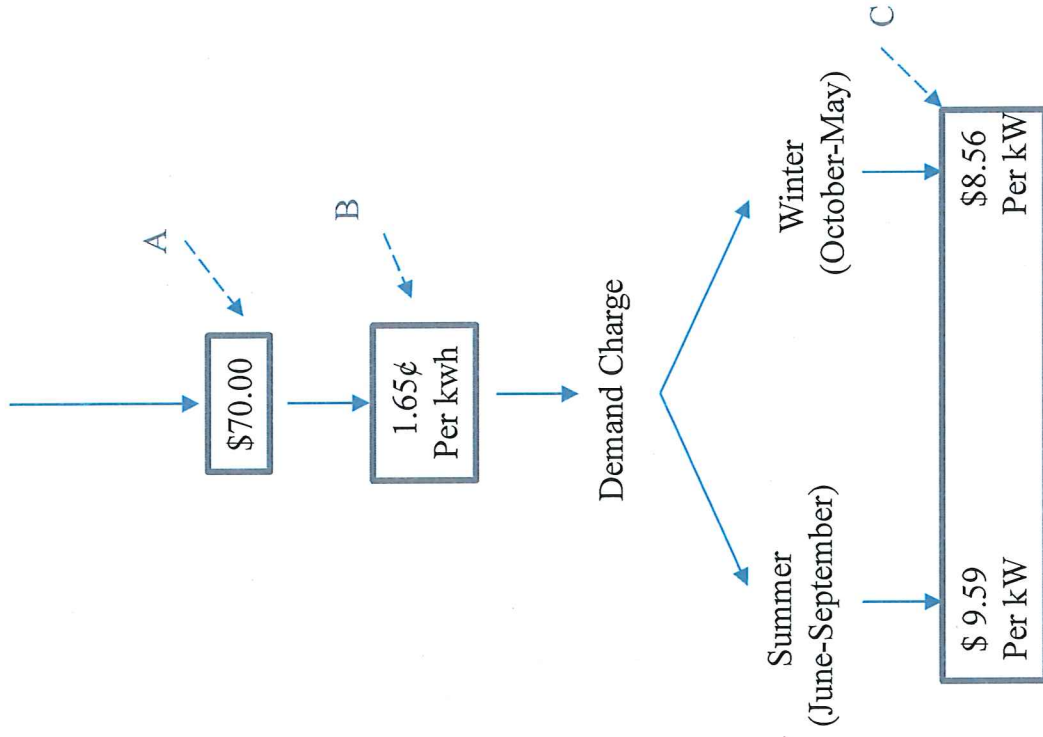 A
$70.00
B
1.65¢
Per kwh
Demand Charge
Summer
(June-September)
Winter
(October-May)
C
$ 9.59
Per kW
$8.56
Per kW